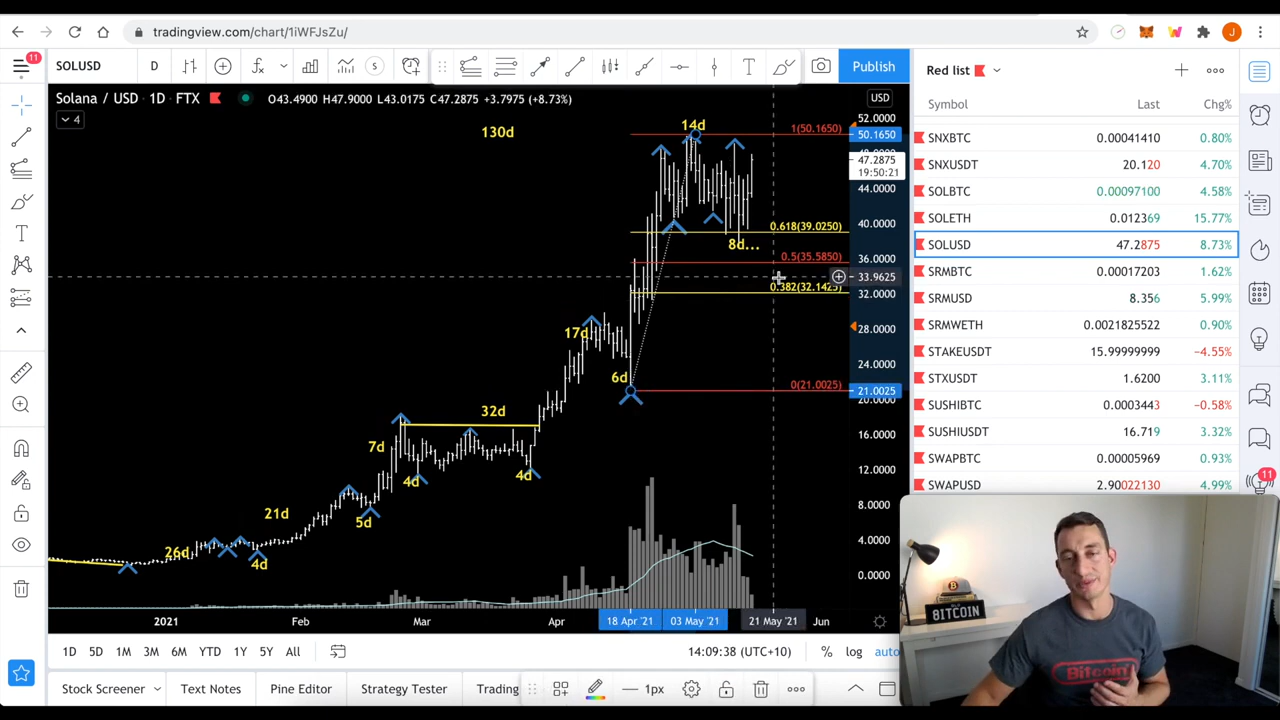 tradingview.com/chart/1iWFJsZu/
J
11
SOLUSD
D
Publish
Solana / USD · 1D · FTX
O43.4900 H47.9000 L43.0175 C47.2875 +3.7975 (+8.73%)
4
USD
52.0000
50.1650
47.2875
19:50:21
44.0000
40.0000
36.0000
33.9625
32.0000
28.0000
24.0000
21.0025
20.0000
16.0000
12.0000
8.0000
4.0000
0.0000
130d
14d
1(50.1650)
0.618(39.0250)
8d...
0.5(35.5850)
0.382(32.1425)
17d
6d
0(21.0025)
32d
7d
4d
4d
21d
5d
26d
4d
2021
Feb
Mar
Apr
18 Apr '21
03 May '21
21 May '21
Jun
1D 5D 1M 3M 6M YTD 1Y 5Y All
14:09:38 (UTC+10)
% log auto
Stock Screener
Text Notes
Pine Editor
Strategy Tester
Trading
1px
Red list
Symbol Last Chg%
SNXBTC 0.00041410 0.80%
SNXUSDT 20.120 4.70%
SOLBTC 0.00097100 4.58%
SOLETH 0.012369 15.77%
SOLUSD 47.2875 8.73%
SRMBTC 0.00017203 1.62%
SRMUSD 8.356 5.99%
SRMWETH 0.0021825522 0.90%
STAKEUSDT 15.99999999 −4.55%
STXUSDT 1.6200 3.11%
SUSHIBTC 0.0003443 −0.58%
SUSHIUSDT 16.719 3.32%
SWAPBTC 0.00005969 0.93%
SWAPUSD 2.90022130 4.99%
11
BITCOIN
Bitcoin